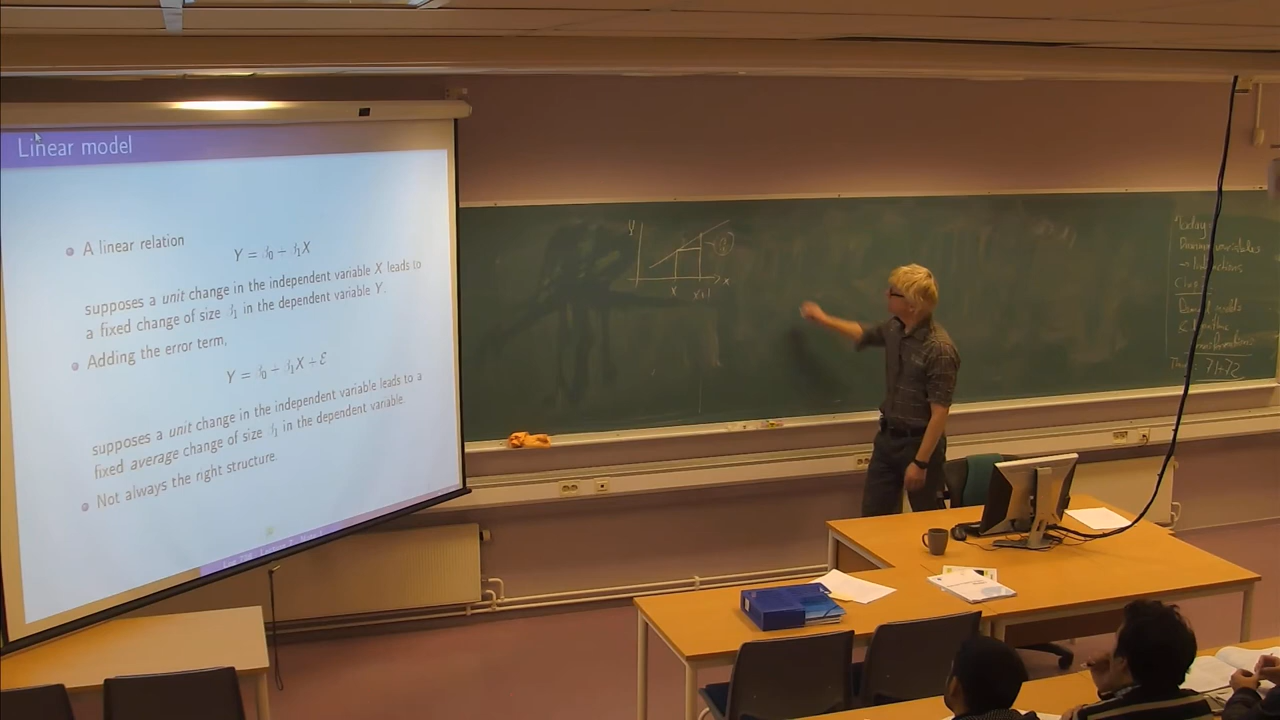 Linear model
A linear relation
Y = β₀ + β₁X
supposes a unit change in the independent variable X leads to
a fixed change of size β₁ in the dependent variable Y.
Adding the error term,
Y = β₀ + β₁X + ε
supposes a unit change in the independent variable leads to a
fixed average change of size β₁ in the dependent variable.
Not always the right structure.
Y
X
X
X+1
Today
Dummy variables
71+72